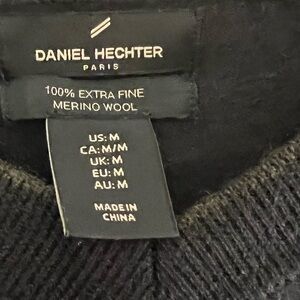 DANIEL HECHTER
PARIS
100% EXTRA FINE
MERINO WOOL
US: M
CA: M/M
UK: M
EU: M
AU: M
MADE IN
CHINA